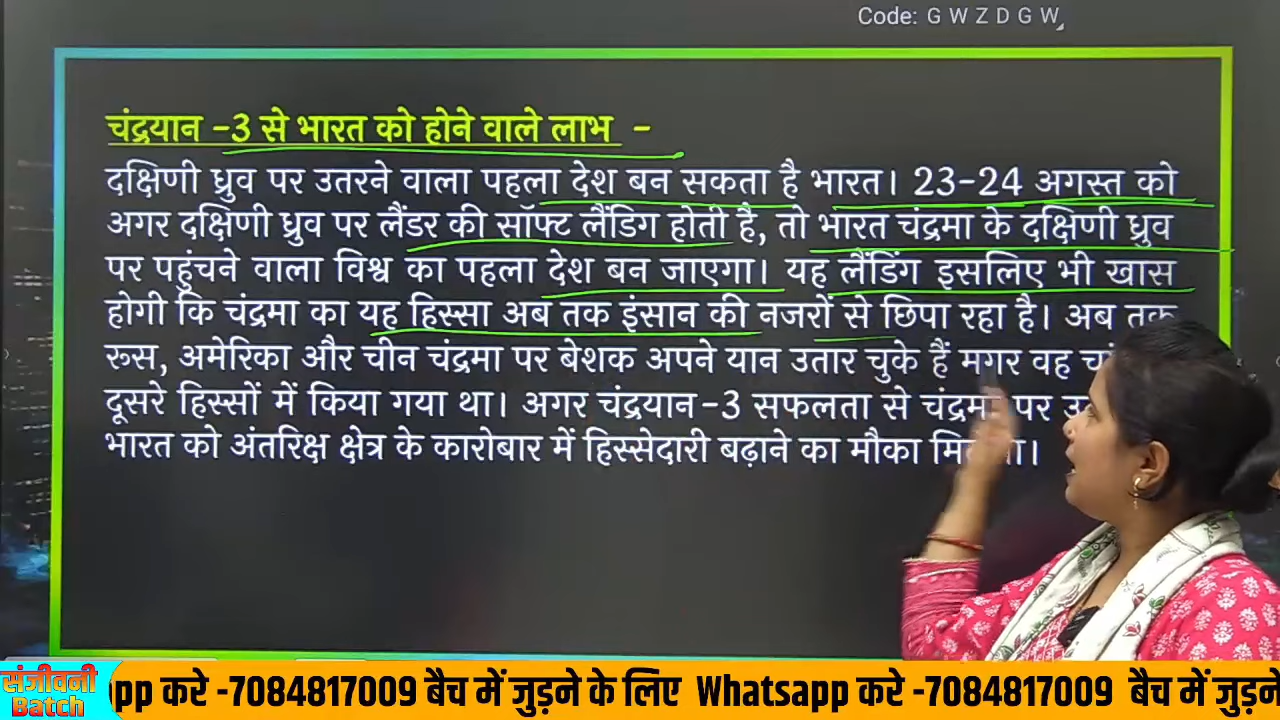 Code: G W Z D G W
चंद्रयान -3 से भारत को होने वाले लाभ -
दक्षिणी ध्रुव पर उतरने वाला पहला देश बन सकता है भारत। 23-24 अगस्त को
अगर दक्षिणी ध्रुव पर लैंडर की सॉफ्ट लैंडिग होती है, तो भारत चंद्रमा के दक्षिणी ध्रुव
पर पहुंचने वाला विश्व का पहला देश बन जाएगा। यह लैंडिंग इसलिए भी खास
होगी कि चंद्रमा का यह हिस्सा अब तक इंसान की नजरों से छिपा रहा है। अब तक
रूस, अमेरिका और चीन चंद्रमा पर बेशक अपने यान उतार चुके हैं मगर वह
दूसरे हिस्सों में किया गया था। अगर चंद्रयान-3 सफलता से चंद्रमा पर
भारत को अंतरिक्ष क्षेत्र के कारोबार में हिस्सेदारी बढ़ाने का मौका
संजीवनी
Batch
pp करे -7084817009 बैच में जुड़ने के लिए Whatsapp करे -7084817009 बैच में जुड़ने